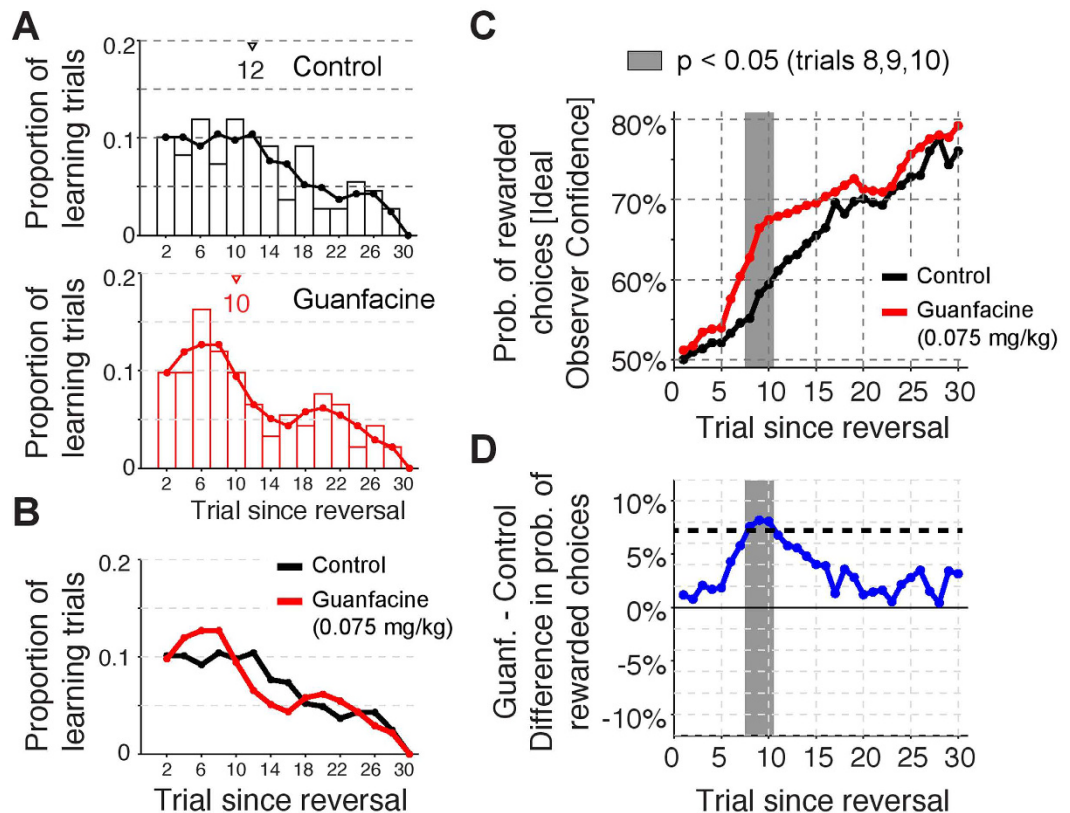 A
0.2
12
Control
Proportion of
learning trials
0.1
0
2
6
10
14
18
22
26
30
0.2
10
Guanfacine
Proportion of
learning trials
0.1
0
2
6
10
14
18
22
26
30
Trial since reversal
B
0.2
Control
Guanfacine
(0.075 mg/kg)
Proportion of
learning trials
0.1
0
2
6
10
14
18
22
26
30
Trial since reversal
C
p < 0.05 (trials 8,9,10)
Prob. of rewarded
choices [Ideal
Observer Confidence]
80%
70%
60%
50%
Control
Guanfacine
(0.075 mg/kg)
0
5
10
15
20
25
30
Trial since reversal
D
Guanf. - Control
Difference in prob. of
rewarded choices
10%
5%
0%
-5%
-10%
0
5
10
15
20
25
30
Trial since reversal